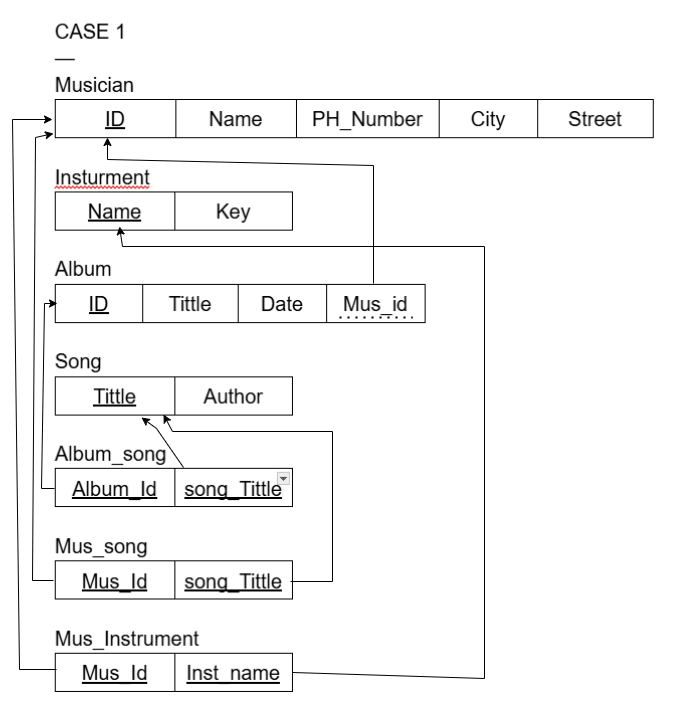 CASE 1
—
Musician
ID Name PH_Number City Street
Insturment
Name Key
Album
ID Tittle Date Mus_id
Song
Tittle Author
Album_song
Album_Id song_Tittle
Mus_song
Mus_Id song_Tittle
Mus_Instrument
Mus_Id Inst_name